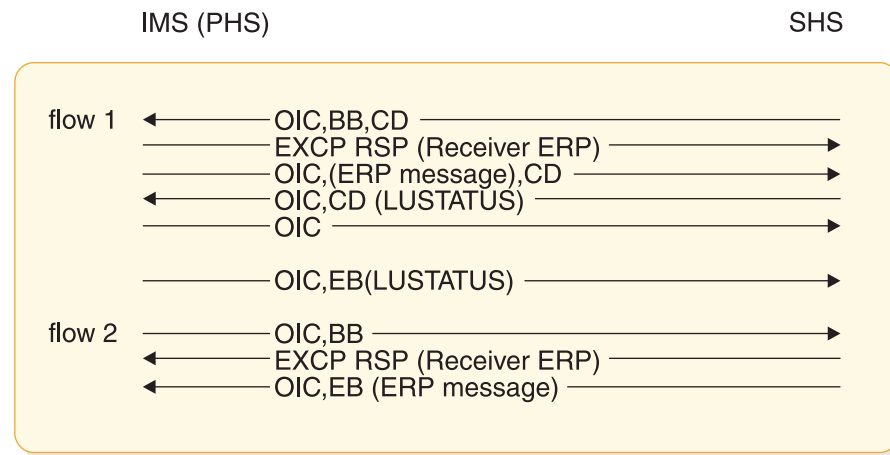 IMS (PHS) SHS
flow 1 OIC,BB,CD
EXCP RSP (Receiver ERP)
OIC,(ERP message),CD
OIC,CD (LUSTATUS)
OIC
OIC,EB(LUSTATUS)
flow 2 OIC,BB
EXCP RSP (Receiver ERP)
OIC,EB (ERP message)